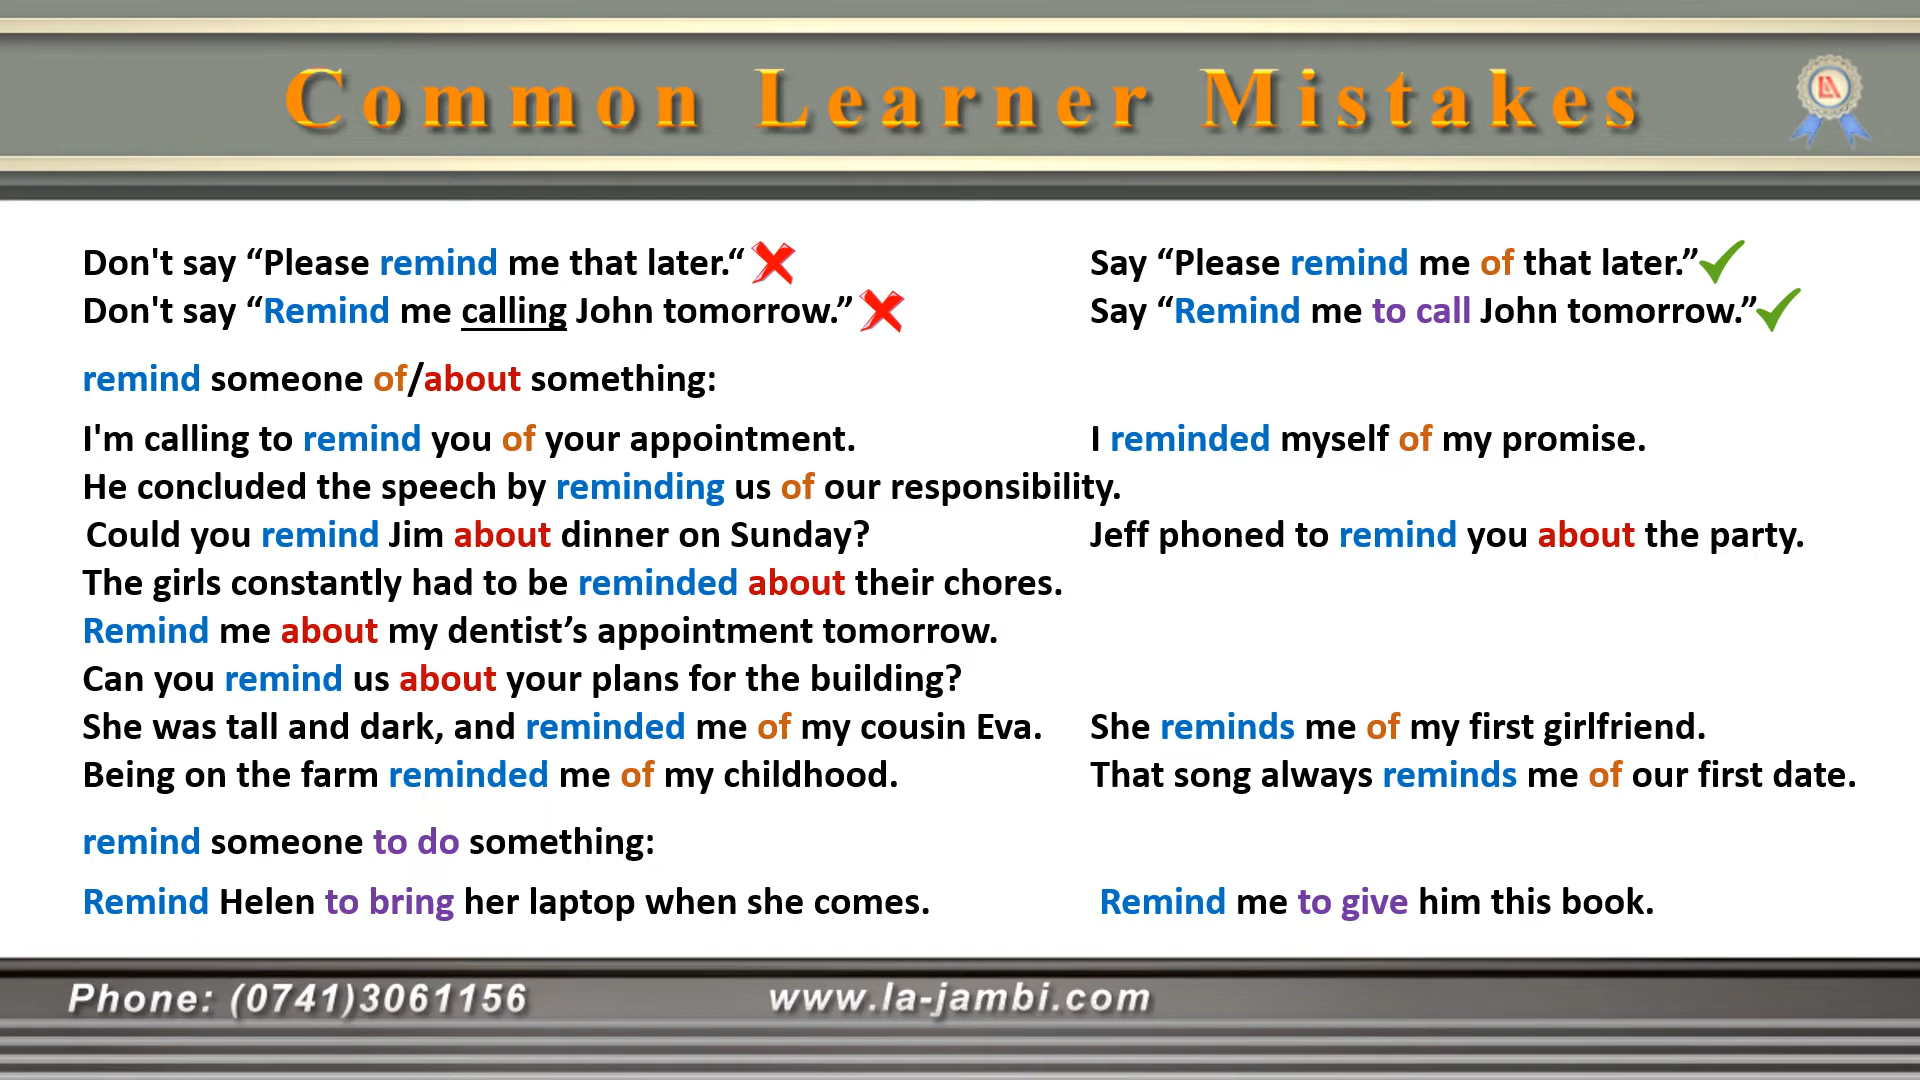 Common Learner Mistakes
LA
Don't say “Please remind me that later.“
Say “Please remind me of that later.”
Don't say “Remind me calling John tomorrow.”
Say “Remind me to call John tomorrow.”
remind someone of/about something:
I'm calling to remind you of your appointment.
I reminded myself of my promise.
He concluded the speech by reminding us of our responsibility.
Could you remind Jim about dinner on Sunday?
Jeff phoned to remind you about the party.
The girls constantly had to be reminded about their chores.
Remind me about my dentist’s appointment tomorrow.
Can you remind us about your plans for the building?
She was tall and dark, and reminded me of my cousin Eva.
She reminds me of my first girlfriend.
Being on the farm reminded me of my childhood.
That song always reminds me of our first date.
remind someone to do something:
Remind Helen to bring her laptop when she comes.
Remind me to give him this book.
Phone: (0741)3061156
www.la-jambi.com